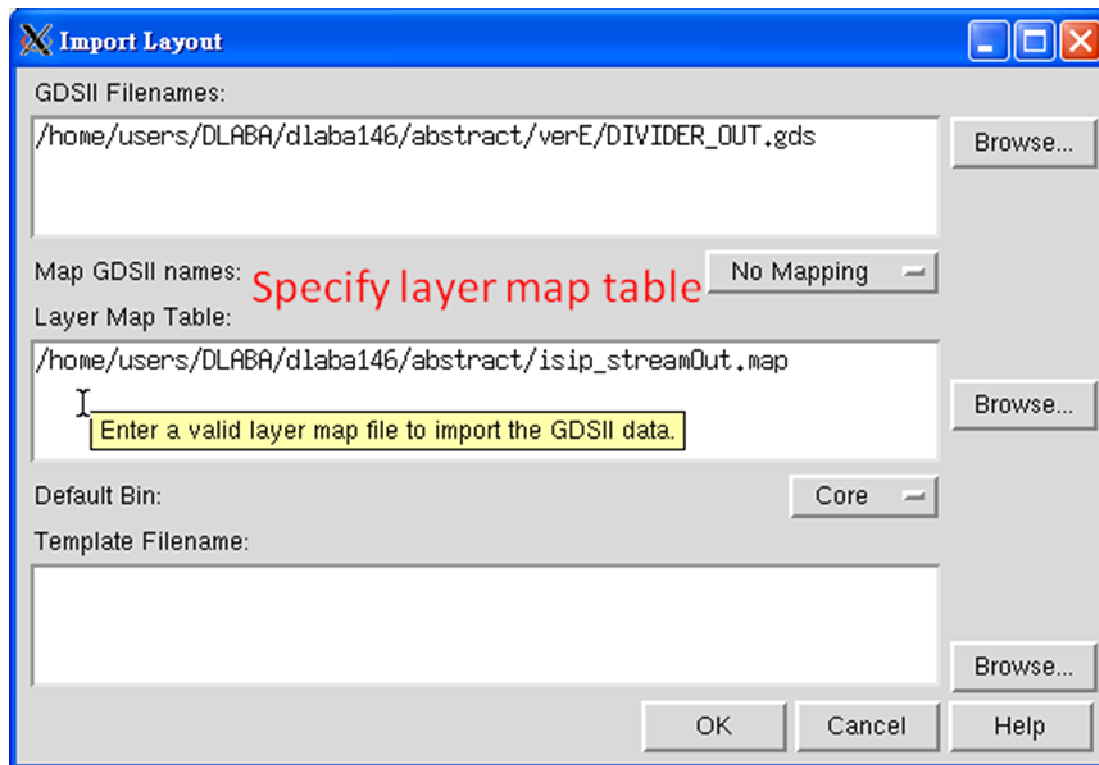 Import Layout
GDSII Filenames:
/home/users/DLABA/dlaba146/abstract/verE/DIVIDER_OUT.gds
Browse...
Map GDSII names:
Specify layer map table
No Mapping
Layer Map Table:
/home/users/DLABA/dlaba146/abstract/isip_streamOut.map
Browse...
Enter a valid layer map file to import the GDSII data.
Default Bin:
Core
Template Filename:
Browse...
OK
Cancel
Help